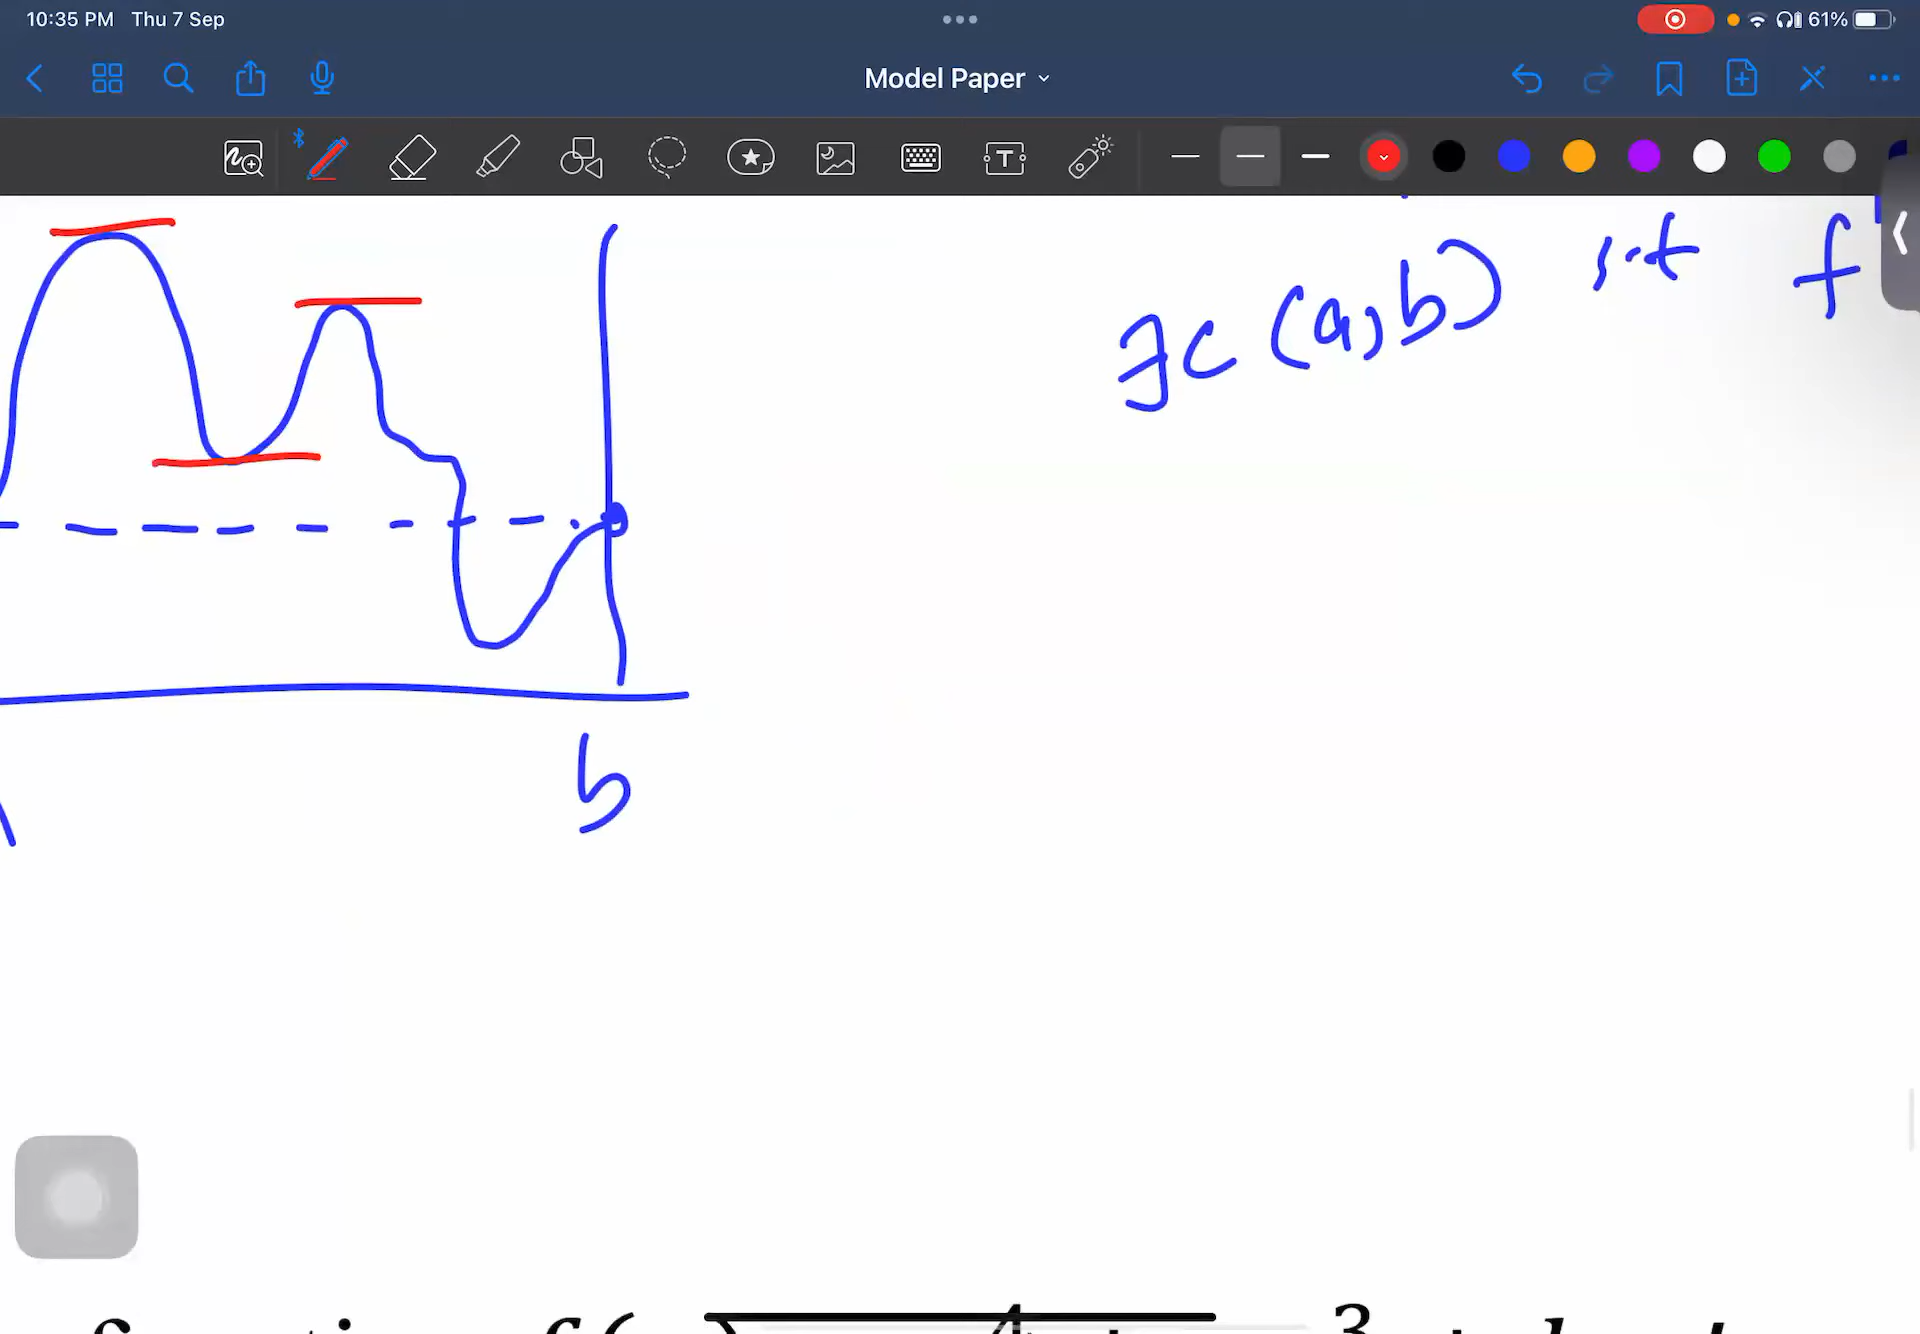 10:35 PM Thu 7 Sep
61%
Model Paper
T
∃c (a,b) s.t f
b